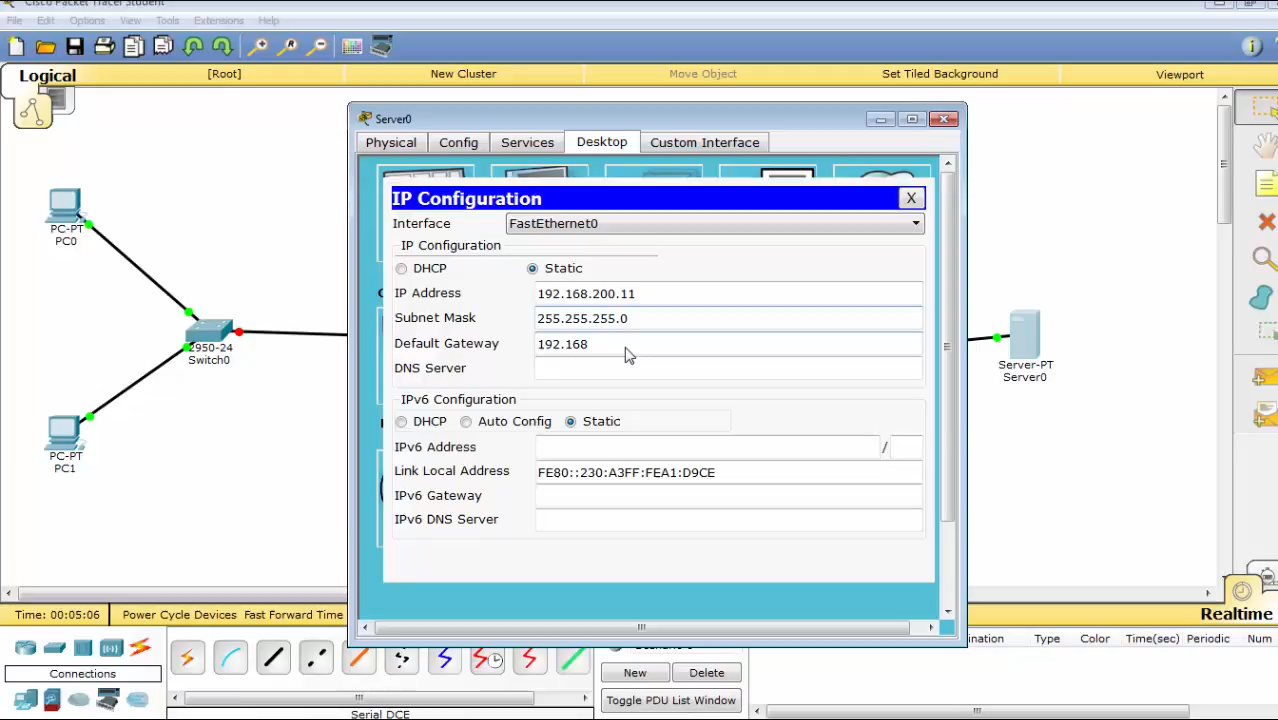 Cisco Packet Tracer Student
File Edit Options View Tools Extensions Help
Logical
[Root]
New Cluster
Move Object
Set Tiled Background
Viewport
Server0
Physical
Config
Services
Desktop
Custom Interface
IP Configuration
X
Interface
FastEthernet0
IP Configuration
DHCP
Static
IP Address
192.168.200.11
Subnet Mask
255.255.255.0
Default Gateway
192.168
DNS Server
IPv6 Configuration
DHCP
Auto Config
Static
IPv6 Address
/
Link Local Address
FE80::230:A3FF:FEA1:D9CE
IPv6 Gateway
IPv6 DNS Server
PC-PT
PC0
2950-24
Switch0
PC-PT
PC1
Server-PT
Server0
Time: 00:05:06
Power Cycle Devices Fast Forward Time
Realtime
Connections
Serial DCE
New
Delete
Toggle PDU List Window
ination Type Color Time(sec) Periodic Num